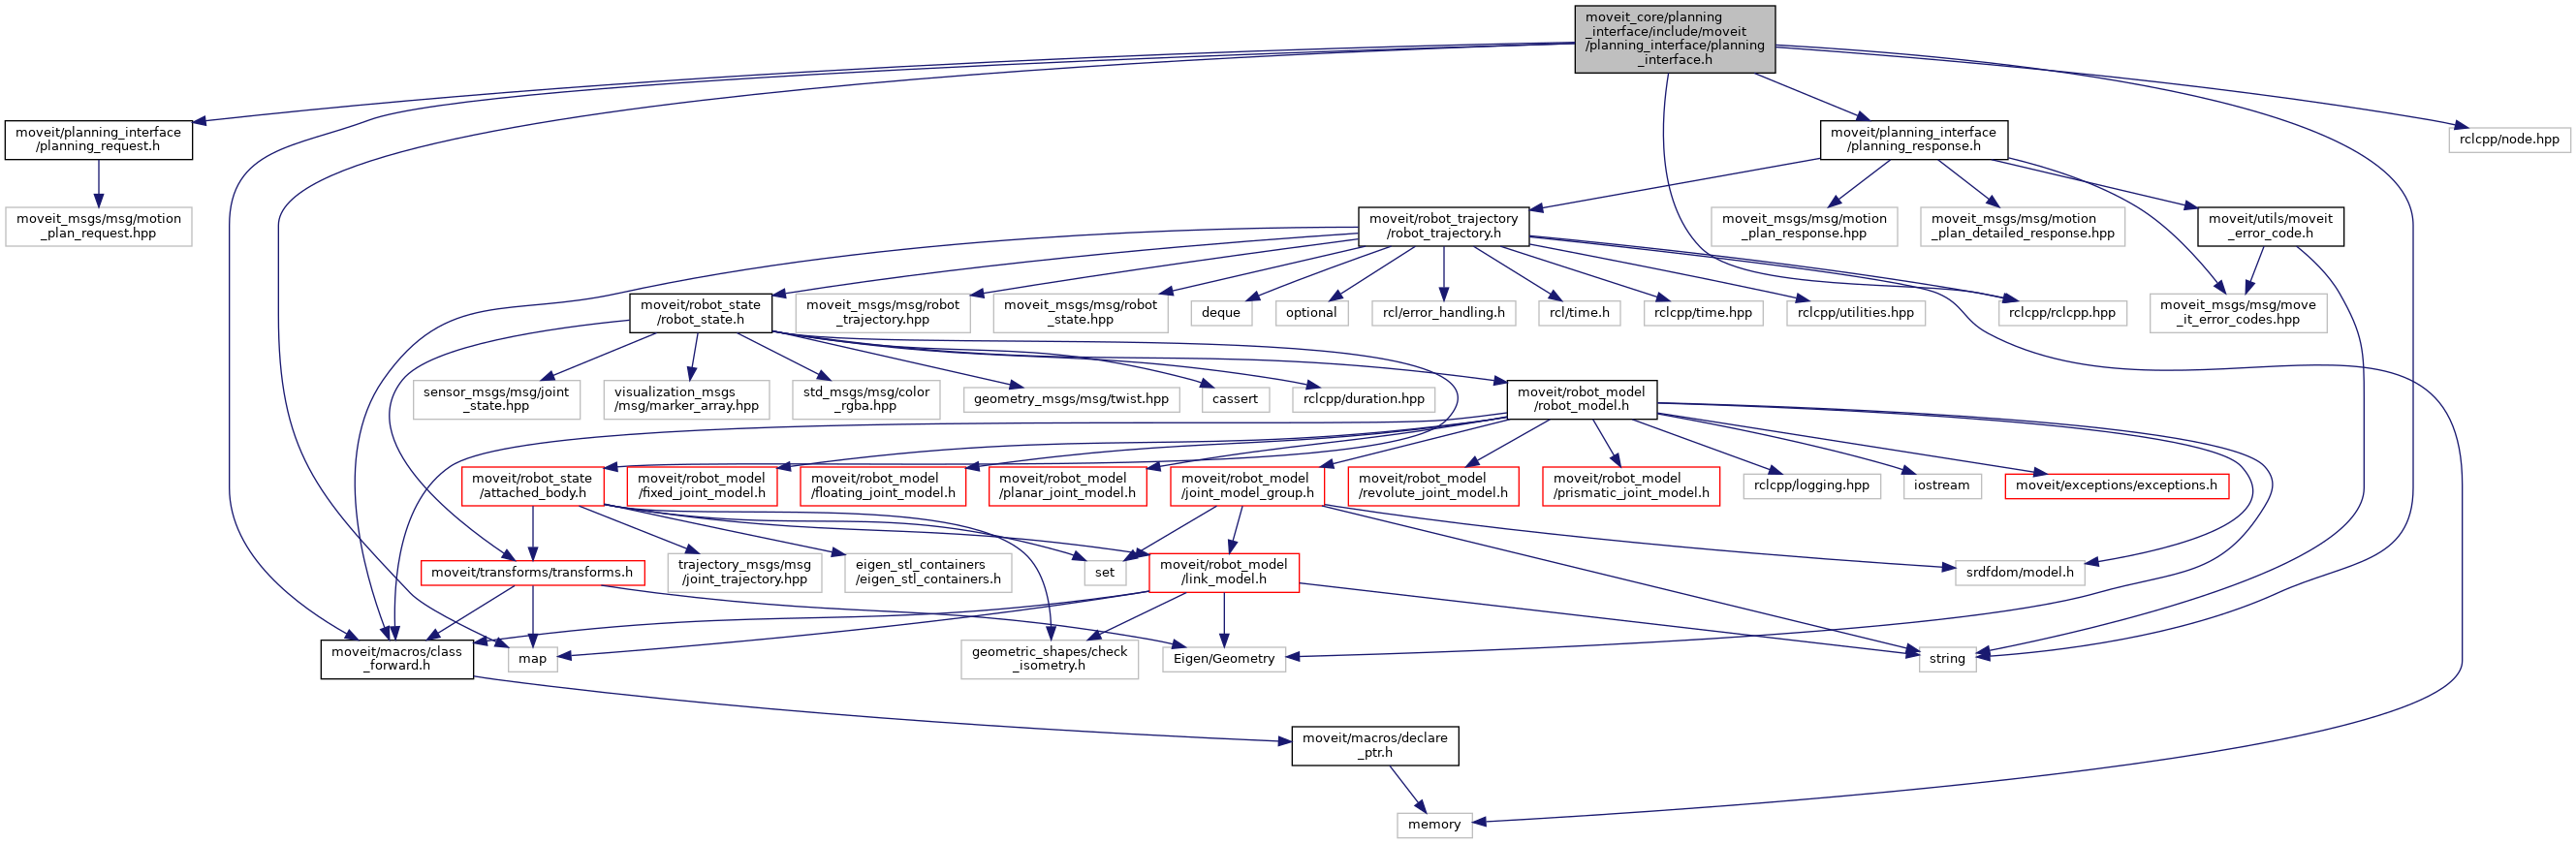 moveit_core/planning
_interface/include/moveit
/planning_interface/planning
_interface.h
moveit/planning_interface
/planning_request.h
moveit/planning_interface
/planning_response.h
rclcpp/node.hpp
moveit_msgs/msg/motion
_plan_request.hpp
moveit/robot_trajectory
/robot_trajectory.h
moveit_msgs/msg/motion
_plan_response.hpp
moveit_msgs/msg/motion
_plan_detailed_response.hpp
moveit/utils/moveit
_error_code.h
moveit/robot_state
/robot_state.h
moveit_msgs/msg/robot
_trajectory.hpp
moveit_msgs/msg/robot
_state.hpp
deque
optional
rcl/error_handling.h
rcl/time.h
rclcpp/time.hpp
rclcpp/utilities.hpp
rclcpp/rclcpp.hpp
moveit_msgs/msg/move
_it_error_codes.hpp
sensor_msgs/msg/joint
_state.hpp
visualization_msgs
/msg/marker_array.hpp
std_msgs/msg/color
_rgba.hpp
geometry_msgs/msg/twist.hpp
cassert
rclcpp/duration.hpp
moveit/robot_model
/robot_model.h
moveit/robot_state
/attached_body.h
moveit/robot_model
/fixed_joint_model.h
moveit/robot_model
/floating_joint_model.h
moveit/robot_model
/planar_joint_model.h
moveit/robot_model
/joint_model_group.h
moveit/robot_model
/revolute_joint_model.h
moveit/robot_model
/prismatic_joint_model.h
rclcpp/logging.hpp
iostream
moveit/exceptions/exceptions.h
moveit/transforms/transforms.h
trajectory_msgs/msg
/joint_trajectory.hpp
eigen_stl_containers
/eigen_stl_containers.h
set
moveit/robot_model
/link_model.h
srdfdom/model.h
moveit/macros/class
_forward.h
map
geometric_shapes/check
_isometry.h
Eigen/Geometry
string
moveit/macros/declare
_ptr.h
memory